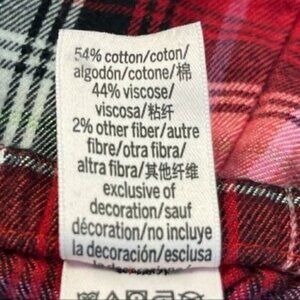 54% cotton/coton/
algodón/cotone/棉
44% viscose/
viscosa/粘纤
2% other fiber/autre
fibre/otra fibra/
altra fibra/其他纤维
exclusive of
decoration/sauf
décoration/no incluye
la decoración/esclusa